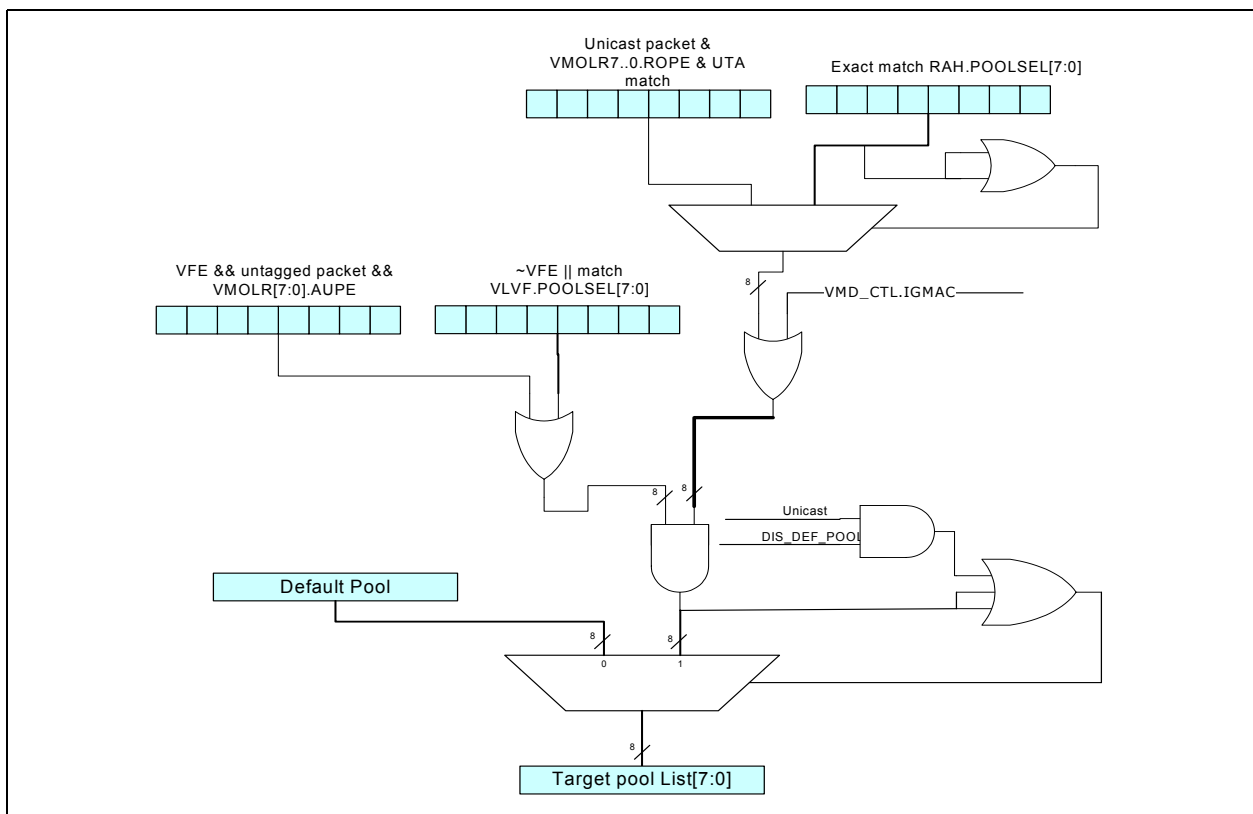 Unicast packet &
VMOLR7..0.ROPE & UTA
match
Exact match RAH.POOLSEL[7:0]
8
VMD_CTL.IGMAC
VFE && untagged packet &&
VMOLR[7:0].AUPE
~VFE || match
VLVF.POOLSEL[7:0]
8
8
Unicast
DIS_DEF_POOL
Default Pool
8
8
0
1
8
Target pool List[7:0]